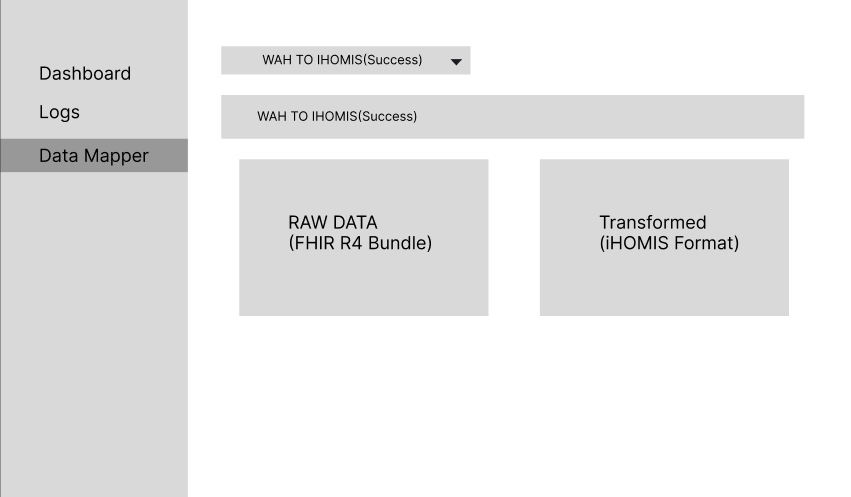 Dashboard
Logs
Data Mapper
WAH TO IHOMIS(Success)
WAH TO IHOMIS(Success)
RAW DATA
(FHIR R4 Bundle)
Transformed
(iHOMIS Format)